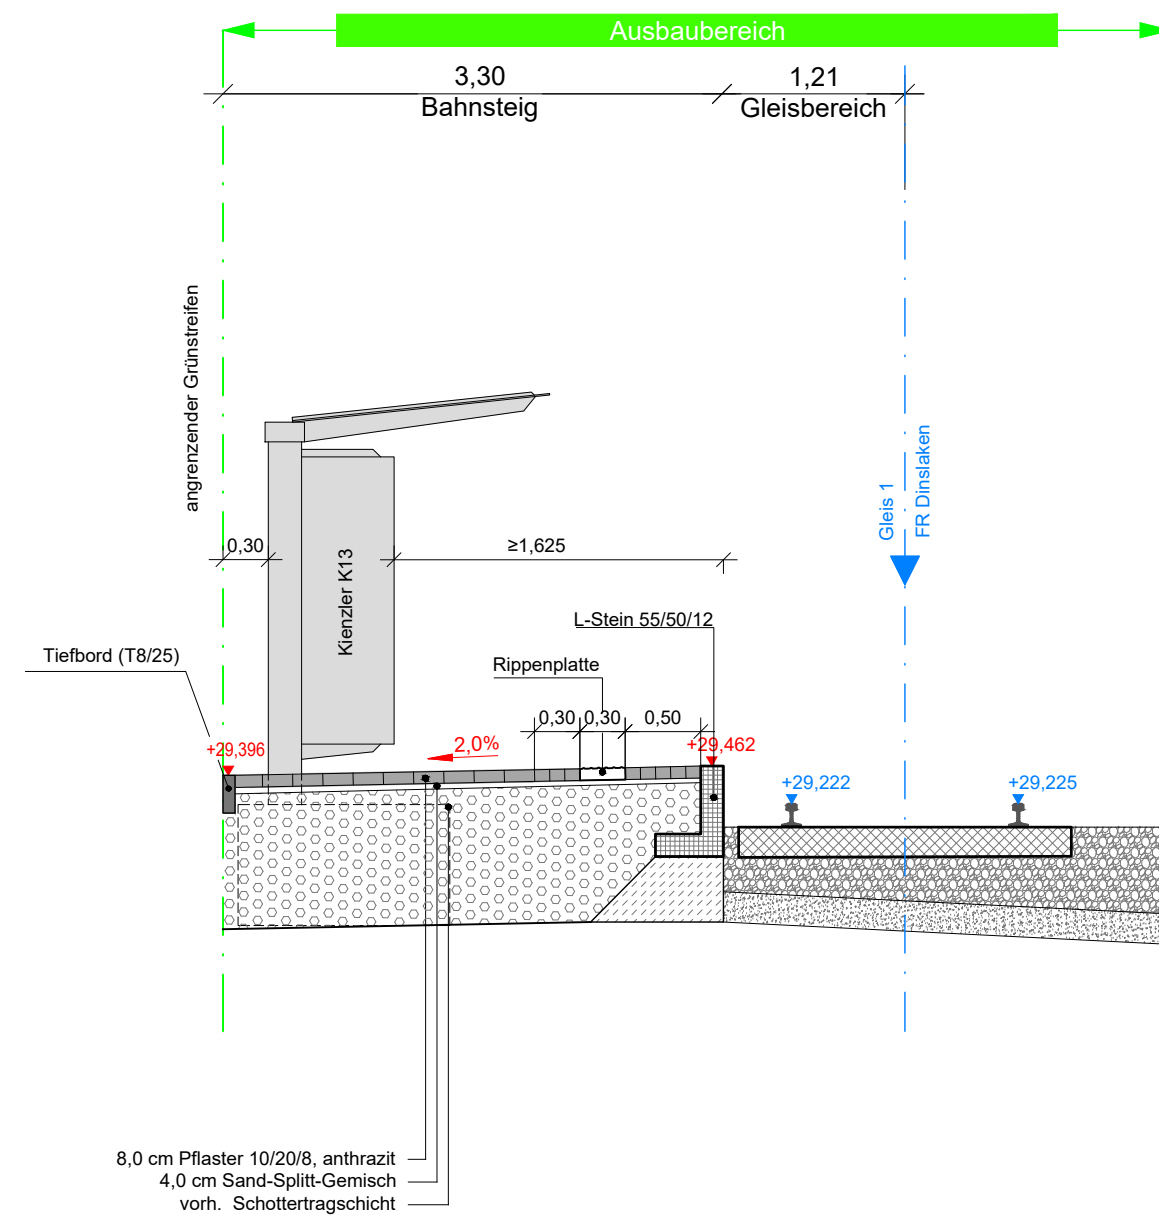 Ausbaubereich
3,30
1,21
Bahnsteig
Gleisbereich
angrenzender Grünstreifen
Gleis 1
FR Dinslaken
0,30
≥1,625
Kienzler K13
L-Stein 55/50/12
Tiefbord (T8/25)
Rippenplatte
0,30
0,30
0,50
+29,396
2,0%
+29,462
+29,222
+29,225
8,0 cm Pflaster 10/20/8, anthrazit
4,0 cm Sand-Splitt-Gemisch
vorh. Schottertragschicht